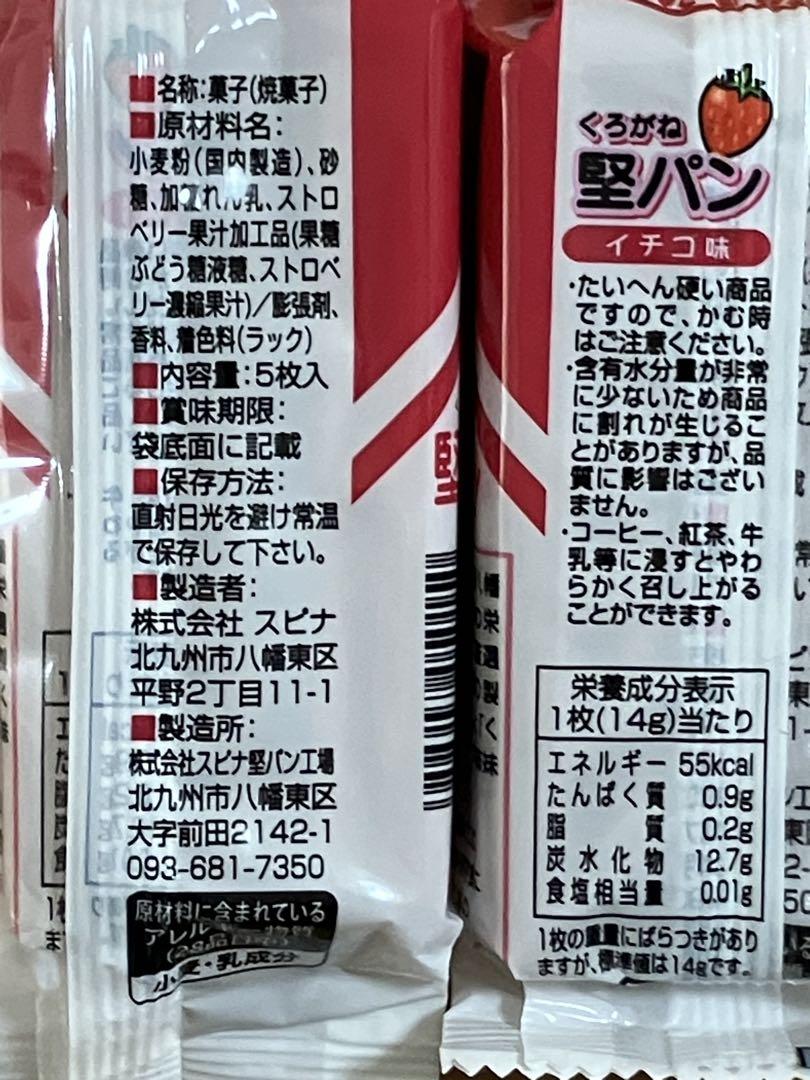 ■名称:菓子(焼菓子)
■原材料名:
小麦粉(国内製造)、砂
糖、加糖れん乳、ストロ
ベリー果汁加工品(果糖
ぶどう糖液糖、ストロベ
リー濃縮果汁)/膨張剤、
香料、着色料(ラック)
■内容量:5枚入
■賞味期限:
袋底面に記載
■保存方法:
直射日光を避け常温
で保存して下さい。
■製造者:
株式会社 スピナ
北九州市八幡東区
平野2丁目11-1
■製造所:
株式会社スピナ堅パン工場
北九州市八幡東区
大字前田2142-1
093-681-7350
原材料に含まれている
アレル
小麦・乳成分
くろがね
堅パン
イチゴ味
・たいへん硬い商品
ですので、かむ時
はご注意ください。
・含有水分量が非常
に少ないため商品
に割れが生じるこ
とがありますが、品
質に影響はござい
ません。
・コーヒー、紅茶、牛
乳等に浸すとやわ
らかく召し上がる
ことができます。
栄養成分表示
1枚(14g)当たり
エネルギー 55kcal
たんぱく質 0.9g
脂質 0.2g
炭水化物 12.7g
食塩相当量 0.01g
1枚の重量にばらつきがあり
ますが、標準値は14gです。